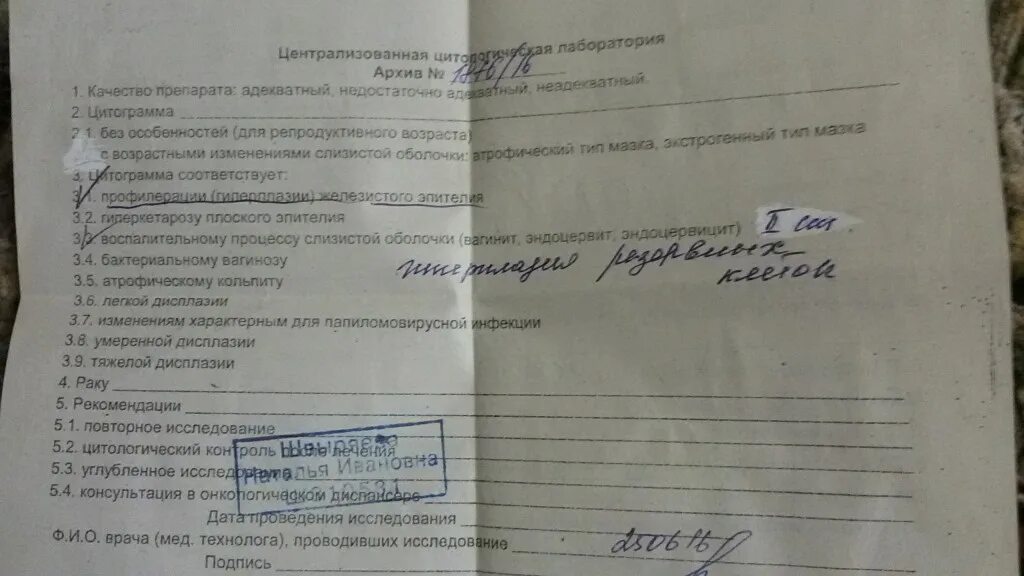 Централизованная цитологическая лаборатория
Архив № 1876/16
1. Качество препарата: адекватный, недостаточно адекватный, неадекватный.
2. Цитограмма
2.1. без особенностей (для репродуктивного возраста)
с возрастными изменениями слизистой оболочки: атрофический тип мазка, экстрогенный тип мазка
3. Цитограмма соответствует:
3.1. профилерации (гиперплазии) железистого эпителия
3.2. гиперкетарозу плоского эпителия
3.3. воспалительному процессу слизистой оболочки (вагинит, эндоцервит, эндоцервицит) II ст.
3.4. бактериальному вагинозу гиперплазия резервных
3.5. атрофическому кольпиту клеток
3.6. легкой дисплазии
3.7. изменениям характерным для папиломовирусной инфекции
3.8. умеренной дисплазии
3.9. тяжелой дисплазии
4. Раку
5. Рекомендации
5.1. повторное исследование
5.2. цитологический контроль после лечения
5.3. углубленное исследование
5.4. консультация в онкологическом диспансере
Наталья Ивановна
Дата проведения исследования
Ф.И.О. врача (мед. технолога), проводивших исследование 250616
Подпись